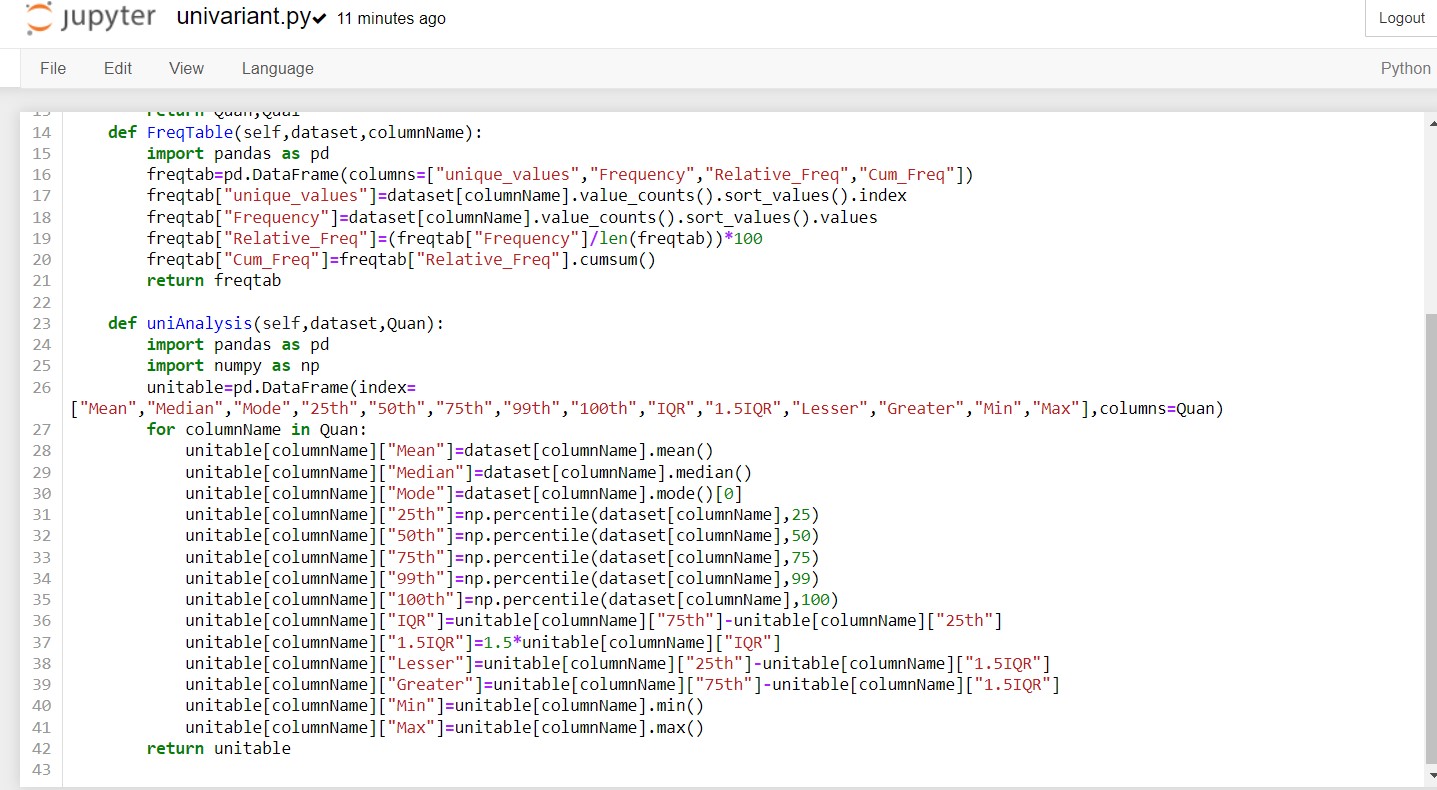 jupyter univariant.py✔ 11 minutes ago Logout
File Edit View Language Python
return Quan,Qual
14 def FreqTable(self,dataset,columnName):
15 import pandas as pd
16 freqtab=pd.DataFrame(columns=["unique_values","Frequency","Relative_Freq","Cum_Freq"])
17 freqtab["unique_values"]=dataset[columnName].value_counts().sort_values().index
18 freqtab["Frequency"]=dataset[columnName].value_counts().sort_values().values
19 freqtab["Relative_Freq"]=(freqtab["Frequency"]/len(freqtab))*100
20 freqtab["Cum_Freq"]=freqtab["Relative_Freq"].cumsum()
21 return freqtab
22
23 def uniAnalysis(self,dataset,Quan):
24 import pandas as pd
25 import numpy as np
26 unitable=pd.DataFrame(index=
["Mean","Median","Mode","25th","50th","75th","99th","100th","IQR","1.5IQR","Lesser","Greater","Min","Max"],columns=Quan)
27 for columnName in Quan:
28 unitable[columnName]["Mean"]=dataset[columnName].mean()
29 unitable[columnName]["Median"]=dataset[columnName].median()
30 unitable[columnName]["Mode"]=dataset[columnName].mode()[0]
31 unitable[columnName]["25th"]=np.percentile(dataset[columnName],25)
32 unitable[columnName]["50th"]=np.percentile(dataset[columnName],50)
33 unitable[columnName]["75th"]=np.percentile(dataset[columnName],75)
34 unitable[columnName]["99th"]=np.percentile(dataset[columnName],99)
35 unitable[columnName]["100th"]=np.percentile(dataset[columnName],100)
36 unitable[columnName]["IQR"]=unitable[columnName]["75th"]-unitable[columnName]["25th"]
37 unitable[columnName]["1.5IQR"]=1.5*unitable[columnName]["IQR"]
38 unitable[columnName]["Lesser"]=unitable[columnName]["25th"]-unitable[columnName]["1.5IQR"]
39 unitable[columnName]["Greater"]=unitable[columnName]["75th"]-unitable[columnName]["1.5IQR"]
40 unitable[columnName]["Min"]=unitable[columnName].min()
41 unitable[columnName]["Max"]=unitable[columnName].max()
42 return unitable
43